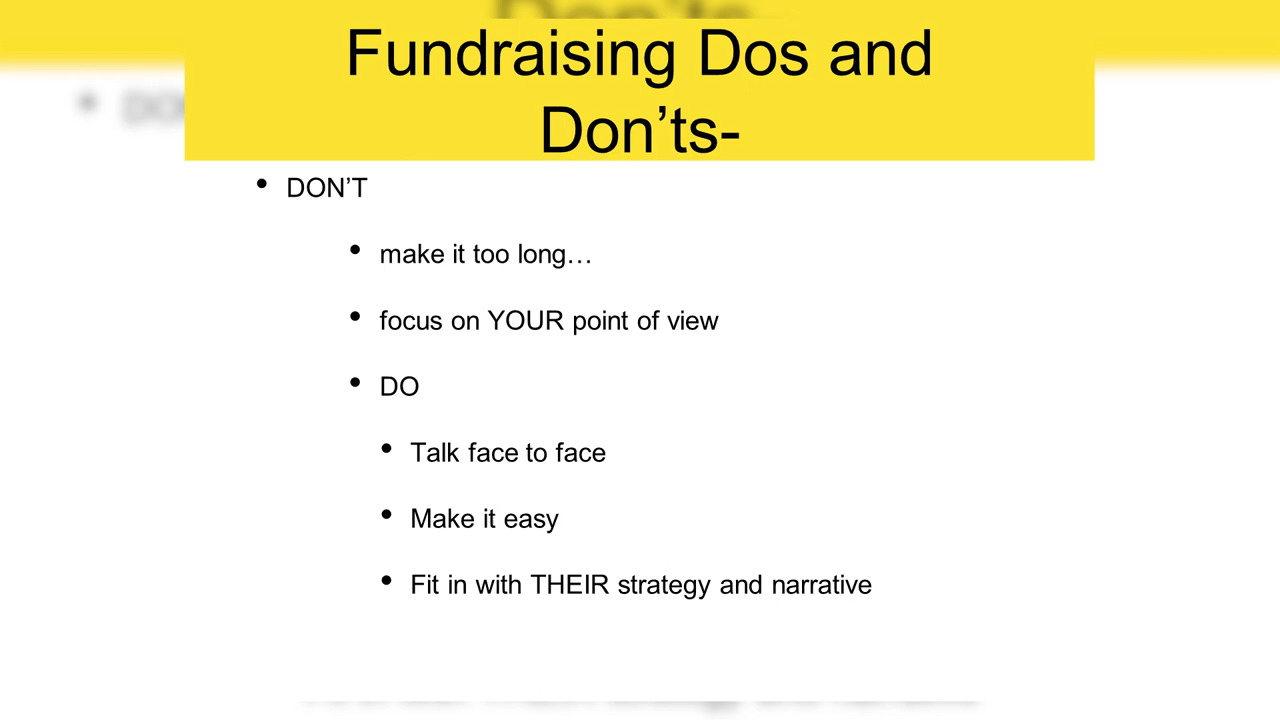 Fundraising Dos and
Don’ts-
• DON’T
• make it too long…
• focus on YOUR point of view
• DO
• Talk face to face
• Make it easy
• Fit in with THEIR strategy and narrative